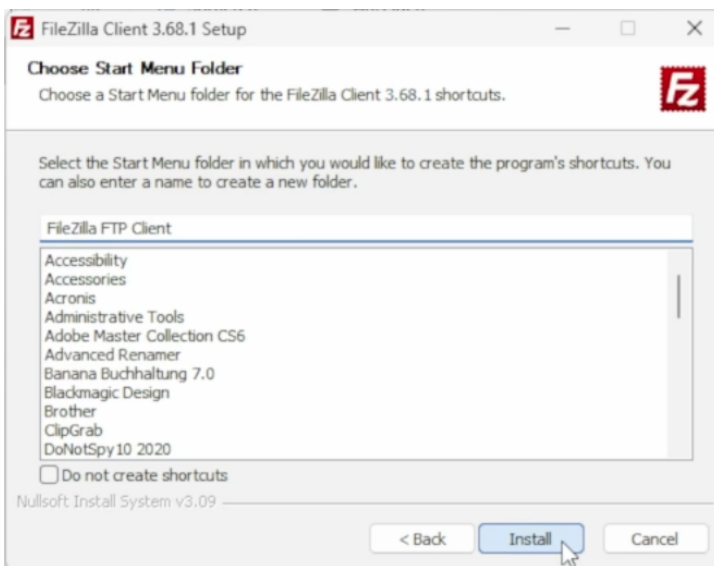 FileZilla Client 3.68.1 Setup
Choose Start Menu Folder
Choose a Start Menu folder for the FileZilla Client 3.68.1 shortcuts.
Fz
Select the Start Menu folder in which you would like to create the program's shortcuts. You
can also enter a name to create a new folder.
FileZilla FTP Client
Accessibility
Accessories
Acronis
Administrative Tools
Adobe Master Collection CS6
Advanced Renamer
Banana Buchhaltung 7.0
Blackmagic Design
Brother
ClipGrab
DoNotSpy10 2020
Do not create shortcuts
Nullsoft Install System v3.09
< Back
Install
Cancel